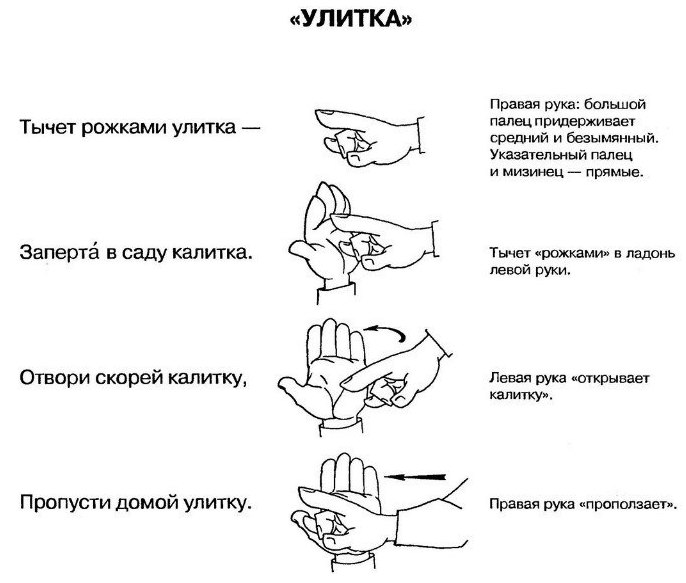 «УЛИТКА»
Тычет рожками улитка —
Правая рука: большой
палец придерживает
средний и безымянный.
Указательный палец
и мизинец — прямые.
Заперта́ в саду калитка.
Тычет «рожками» в ладонь
левой руки.
Отвори скорей калитку,
Левая рука «открывает
калитку».
Пропусти домой улитку.
Правая рука «проползает».